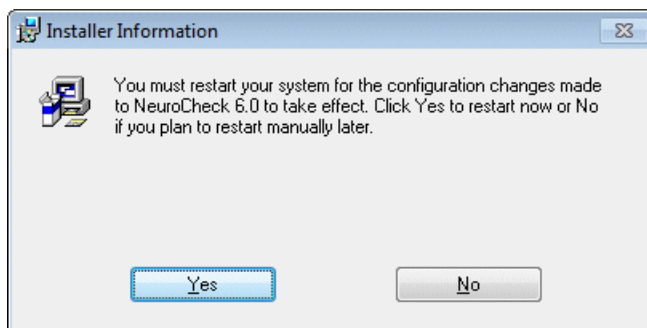 Installer Information
You must restart your system for the configuration changes made
to NeuroCheck 6.0 to take effect. Click Yes to restart now or No
if you plan to restart manually later.
Yes
No